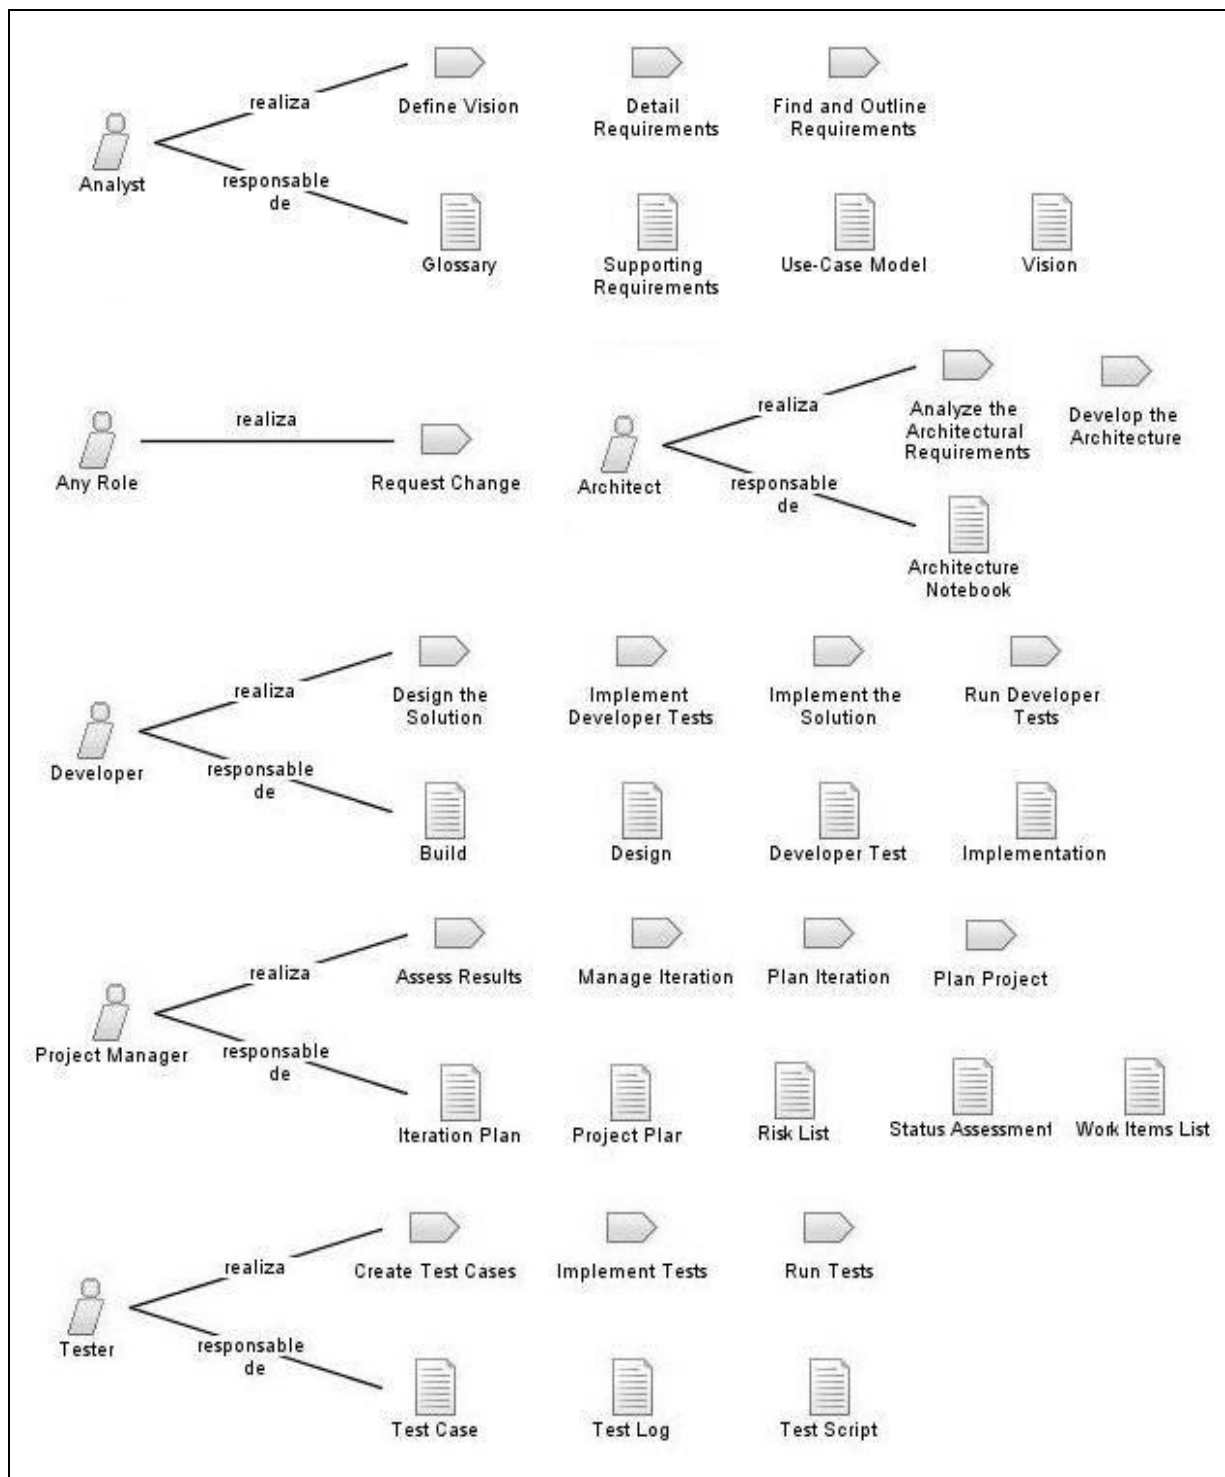 realiza
Define Vision
Detail
Requirements
Find and Outline
Requirements
Analyst
responsable
de
Glossary
Supporting
Requirements
Use-Case Model
Vision
Any Role
realiza
Request Change
Architect
realiza
Analyze the
Architectural
Requirements
Develop the
Architecture
responsable
de
Architecture
Notebook
Developer
realiza
Design the
Solution
Implement
Developer Tests
Implement the
Solution
Run Developer
Tests
responsable
de
Build
Design
Developer Test
Implementation
Project Manager
realiza
Assess Results
Manage Iteration
Plan Iteration
Plan Project
responsable
de
Iteration Plan
Project Plan
Risk List
Status Assessment
Work Items List
Tester
realiza
Create Test Cases
Implement Tests
Run Tests
responsable
de
Test Case
Test Log
Test Script